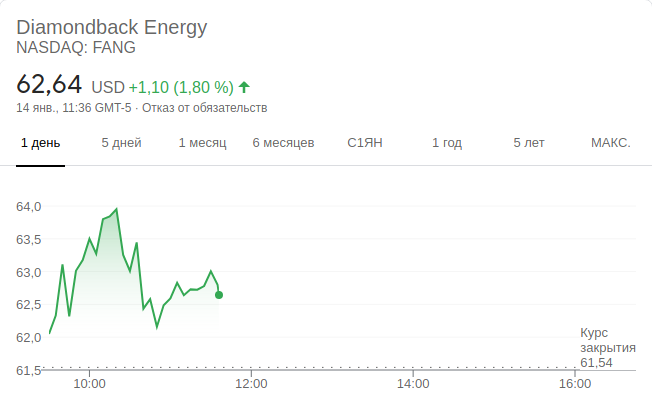 Diamondback Energy
NASDAQ: FANG
62,64 USD +1,10 (1,80 %)
14 янв., 11:36 GMT-5 · Отказ от обязательств
1 день 5 дней 1 месяц 6 месяцев С1ЯН 1 год 5 лет МАКС.
64,0
63,5
63,0
62,5
62,0
61,5
Курс
закрытия
61,54
10:00 12:00 14:00 16:00